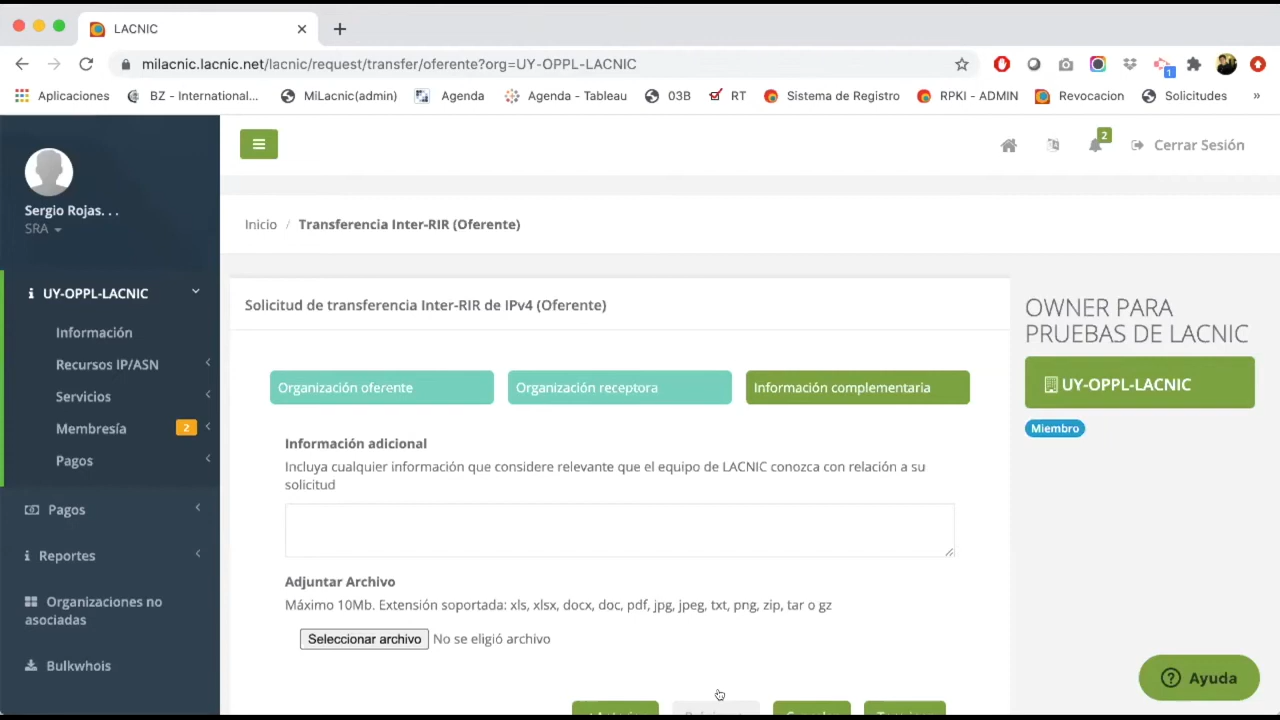 LACNIC
milacnic.lacnic.net/lacnic/request/transfer/oferente?org=UY-OPPL-LACNIC
1
Aplicaciones
BZ - International...
MiLacnic(admin)
Agenda
Agenda - Tableau
03B
RT
Sistema de Registro
RPKI - ADMIN
Revocacion
Solicitudes
»
Sergio Rojas. . .
SRA
UY-OPPL-LACNIC
Información
Recursos IP/ASN
Servicios
Membresía 2
Pagos
Pagos
Reportes
Organizaciones no
asociadas
Bulkwhois
2
Cerrar Sesión
Inicio / Transferencia Inter-RIR (Oferente)
Solicitud de transferencia Inter-RIR de IPv4 (Oferente)
Organización oferente
Organización receptora
Información complementaria
Información adicional
Incluya cualquier información que considere relevante que el equipo de LACNIC conozca con relación a su
solicitud
Adjuntar Archivo
Máximo 10Mb. Extensión soportada: xls, xlsx, docx, doc, pdf, jpg, jpeg, txt, png, zip, tar o gz
Seleccionar archivo No se eligió archivo
OWNER PARA
PRUEBAS DE LACNIC
UY-OPPL-LACNIC
Miembro
Ayuda